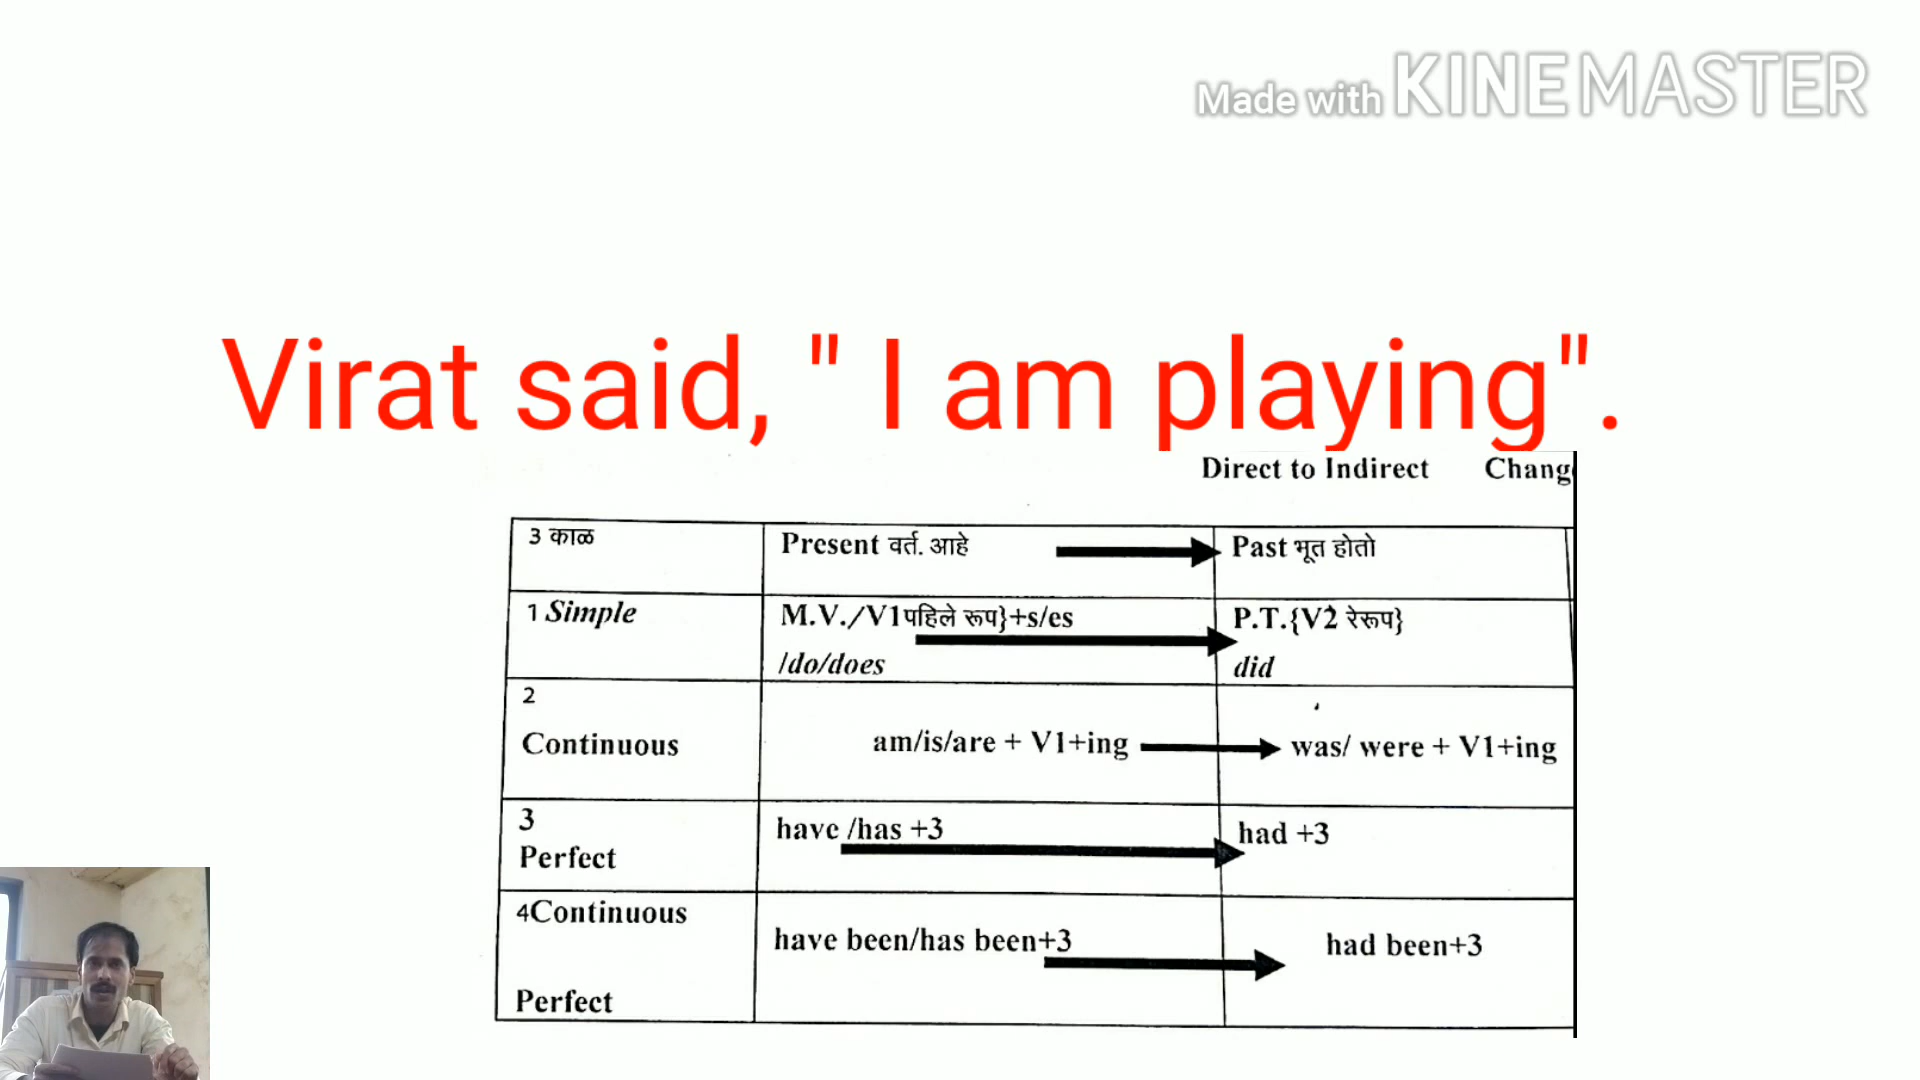 Made with KINEMASTER
Virat said, " I am playing".
Direct to Indirect Chang
3 काळ Present वर्त. आहे Past भूत होतो
1 Simple M.V./V1पहिले रूप}+s/es P.T.{V2 रेरूप}
/do/does did
2
Continuous am/is/are + V1+ing was/ were + V1+ing
3
Perfect have /has +3 had +3
4Continuous
have been/has been+3 had been+3
Perfect